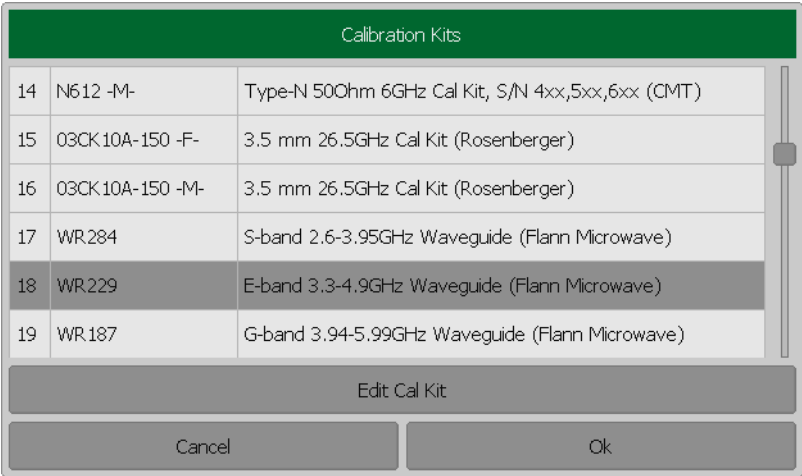 Calibration Kits
14 N612 -M- Type-N 50Ohm 6GHz Cal Kit, S/N 4xx,5xx,6xx (CMT)
15 03CK10A-150 -F- 3.5 mm 26.5GHz Cal Kit (Rosenberger)
16 03CK10A-150 -M- 3.5 mm 26.5GHz Cal Kit (Rosenberger)
17 WR284 S-band 2.6-3.95GHz Waveguide (Flann Microwave)
18 WR229 E-band 3.3-4.9GHz Waveguide (Flann Microwave)
19 WR187 G-band 3.94-5.99GHz Waveguide (Flann Microwave)
Edit Cal Kit
Cancel Ok